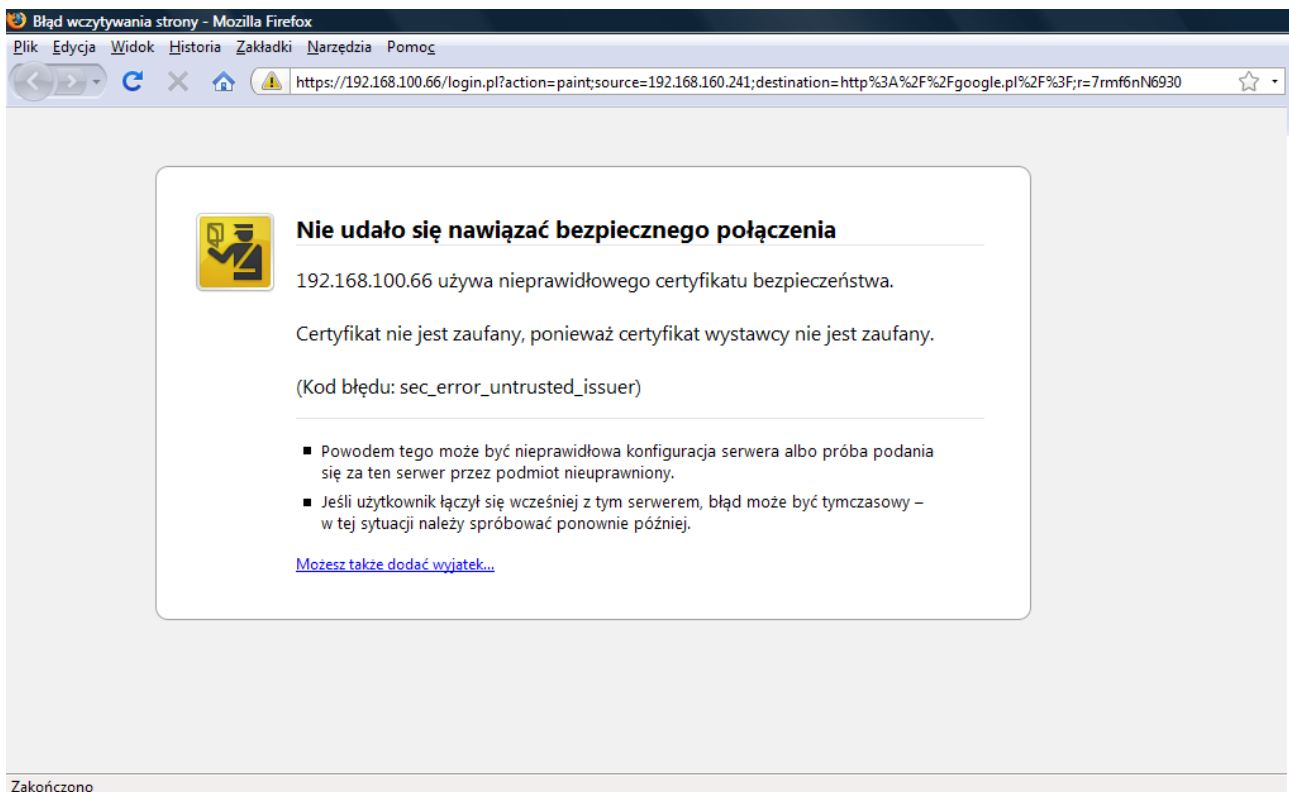 Błąd wczytywania strony - Mozilla Firefox
Plik Edycja Widok Historia Zakładki Narzędzia Pomoc
https://192.168.100.66/login.pl?action=paint;source=192.168.160.241;destination=http%3A%2F%2Fgoogle.pl%2F%3F;r=7rmf6nN6930
Nie udało się nawiązać bezpiecznego połączenia
192.168.100.66 używa nieprawidłowego certyfikatu bezpieczeństwa.
Certyfikat nie jest zaufany, ponieważ certyfikat wystawcy nie jest zaufany.
(Kod błędu: sec_error_untrusted_issuer)
Powodem tego może być nieprawidłowa konfiguracja serwera albo próba podania
się za ten serwer przez podmiot nieuprawniony.
Jeśli użytkownik łączył się wcześniej z tym serwerem, błąd może być tymczasowy –
w tej sytuacji należy spróbować ponownie później.
Możesz także dodać wyjątek...
Zakończono